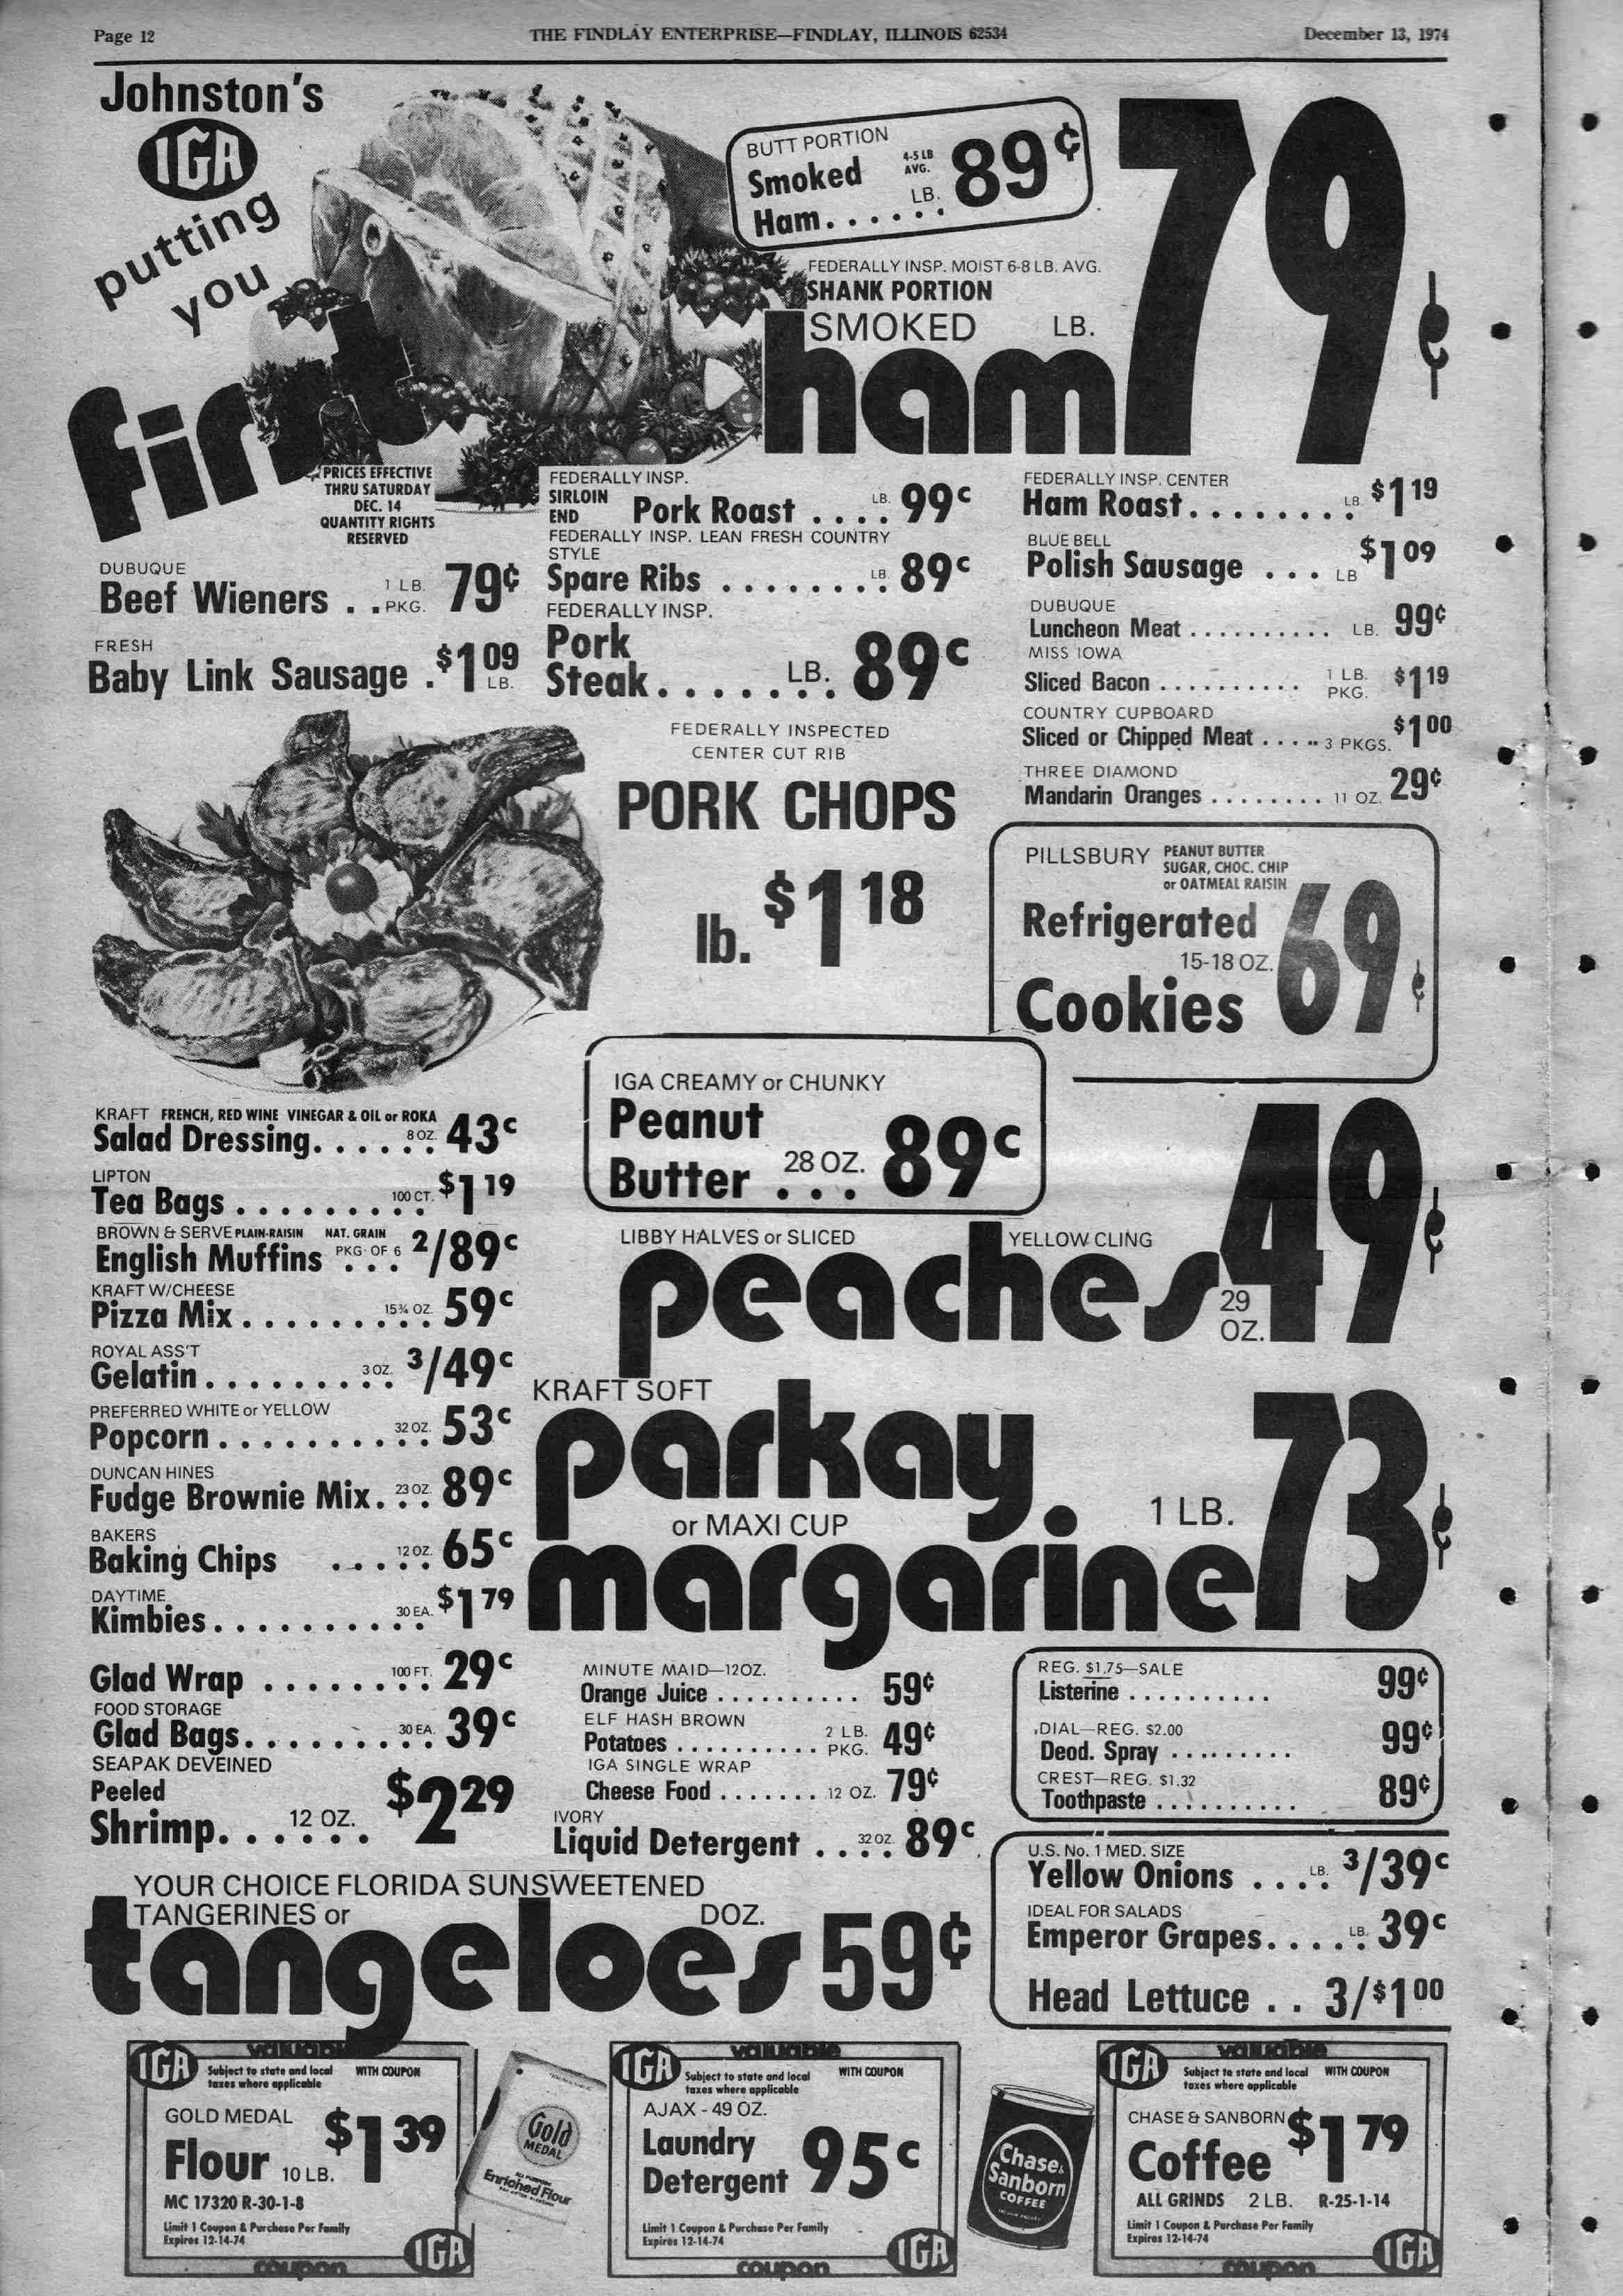 Page 12
THE FINDLAY ENTERPRISE—FINDLAY, ILLINOIS 62534
December 13, 1974
Johnston's
IGA
putting
you
first
PRICES EFFECTIVE
THRU SATURDAY
DEC. 14
QUANTITY RIGHTS
RESERVED
BUTT PORTION
Smoked 4-5 LB AVG.
Ham...... LB. 89¢
FEDERALLY INSP. MOIST 6-8 LB. AVG.
SHANK PORTION
SMOKED LB.
ham 79¢
DUBUQUE
Beef Wieners .. 1 LB. PKG. 79¢
FRESH
Baby Link Sausage . $1 09 LB.
FEDERALLY INSP.
SIRLOIN END Pork Roast .... LB. 99c
FEDERALLY INSP. LEAN FRESH COUNTRY
STYLE
Spare Ribs ........ LB. 89c
FEDERALLY INSP.
Pork
Steak....... LB. 89c
FEDERALLY INSP. CENTER
Ham Roast........ LB. $1 19
BLUE BELL
Polish Sausage ... LB $1 09
DUBUQUE
Luncheon Meat .......... LB. 99¢
MISS IOWA
Sliced Bacon .......... 1 LB. PKG. $1 19
COUNTRY CUPBOARD
Sliced or Chipped Meat ..... 3 PKGS. $1 00
THREE DIAMOND
Mandarin Oranges ........ 11 OZ. 29¢
FEDERALLY INSPECTED
CENTER CUT RIB
PORK CHOPS
lb. $1 18
PILLSBURY PEANUT BUTTER
SUGAR, CHOC. CHIP
or OATMEAL RAISIN
Refrigerated
15-18 OZ.
Cookies 69¢
IGA CREAMY or CHUNKY
Peanut
Butter ... 28 OZ. 89c
KRAFT FRENCH, RED WINE VINEGAR & OIL or ROKA
Salad Dressing...... 8 OZ. 43c
LIPTON
Tea Bags ......... 100 CT. $1 19
BROWN & SERVE PLAIN-RAISIN NAT. GRAIN
English Muffins ... PKG. OF 6 2/89c
KRAFT W/CHEESE
Pizza Mix......... 15¾ OZ. 59c
ROYAL ASS'T
Gelatin......... 3 OZ. 3/49c
PREFERRED WHITE or YELLOW
Popcorn.......... 32 OZ. 53c
DUNCAN HINES
Fudge Brownie Mix... 23 OZ. 89c
BAKERS
Baking Chips ..... 12 OZ. 65c
DAYTIME
Kimbies.......... 30 EA. $1 79
Glad Wrap ........ 100 FT. 29c
FOOD STORAGE
Glad Bags......... 30 EA. 39c
SEAPAK DEVEINED
Peeled
Shrimp...... 12 OZ. $2 29
LIBBY HALVES or SLICED YELLOW CLING
peaches 29 OZ. 49¢
KRAFT SOFT
parkay
or MAXI CUP 1 LB.
margarine 73¢
MINUTE MAID—12OZ.
Orange Juice .......... 59¢
ELF HASH BROWN
Potatoes .......... 2 LB. PKG. 49¢
IGA SINGLE WRAP
Cheese Food ....... 12 OZ. 79¢
IVORY
Liquid Detergent .... 32 OZ. 89c
REG. $1.75—SALE
Listerine .......... 99¢
DIAL—REG. $2.00
Deod. Spray ......... 99¢
CREST—REG. $1.32
Toothpaste .......... 89¢
YOUR CHOICE FLORIDA SUNSWEETENED
TANGERINES or DOZ.
tangeloes 59¢
U.S. No. 1 MED. SIZE
Yellow Onions .... LB. 3/39c
IDEAL FOR SALADS
Emperor Grapes..... LB. 39c
Head Lettuce .. 3/$1 00
valuable
IGA Subject to state and local taxes where applicable WITH COUPON
GOLD MEDAL
Flour 10 LB. $1 39
MC 17320 R-30-1-8
Limit 1 Coupon & Purchase Per Family
Expires 12-14-74
IGA
coupon
Gold
MEDAL
Enriched Flour
valuable
IGA Subject to state and local taxes where applicable WITH COUPON
AJAX - 49 OZ.
Laundry
Detergent 95c
Limit 1 Coupon & Purchase Per Family
Expires 12-14-74
IGA
coupon
Chase &
Sanborn
COFFEE
valuable
IGA Subject to state and local taxes where applicable WITH COUPON
CHASE & SANBORN
Coffee $1 79
ALL GRINDS 2 LB. R-25-1-14
Limit 1 Coupon & Purchase Per Family
Expires 12-14-74
IGA
coupon